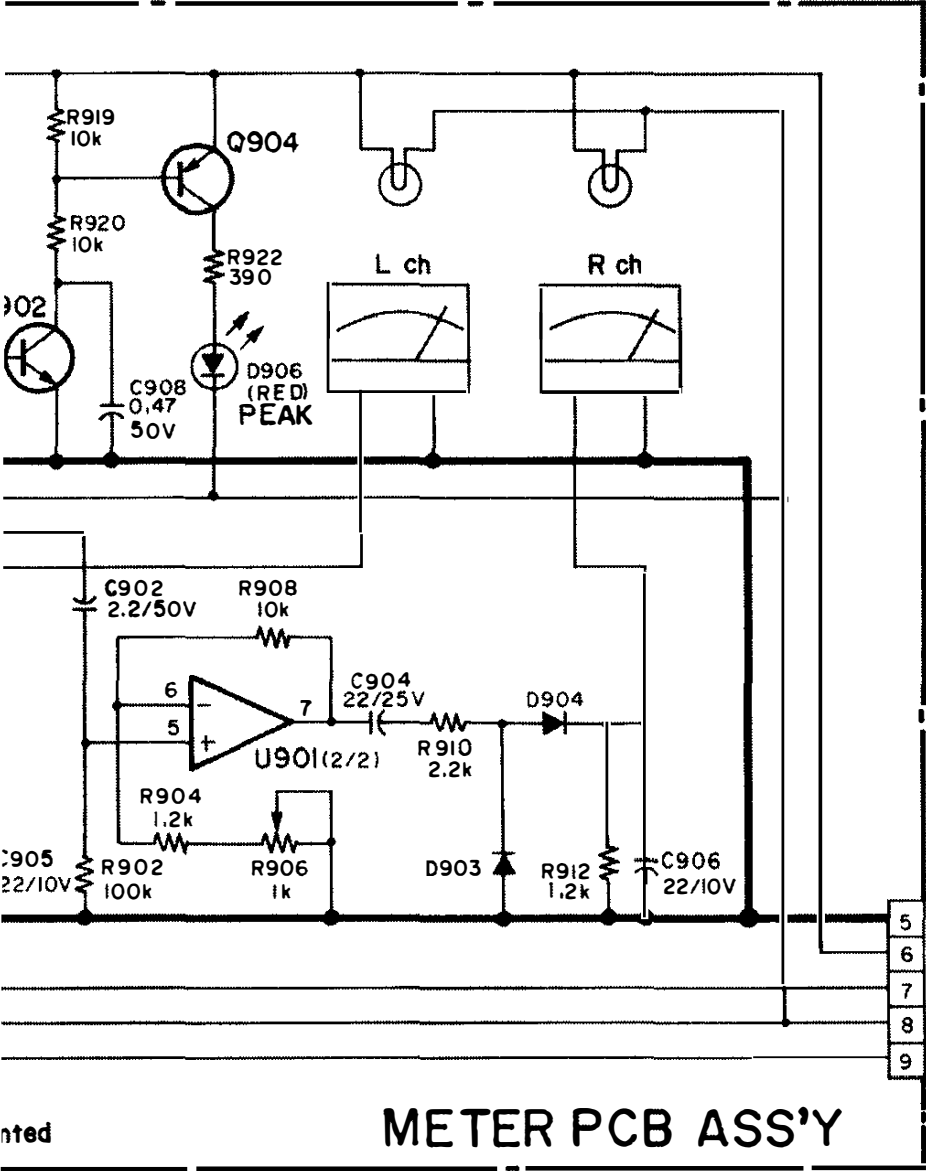 R919
10k
Q904
R920
10k
R922
390
L ch
R ch
902
D906
(RED)
PEAK
C908
0.47
50V
C902
2.2/50V
R908
10k
6
5
7
C904
22/25V
D904
U901(2/2)
R910
2.2k
R904
1.2k
C905
22/10V
R902
100k
R906
1k
D903
R912
1.2k
C906
22/10V
5
6
7
8
9
nted
METER PCB ASS'Y